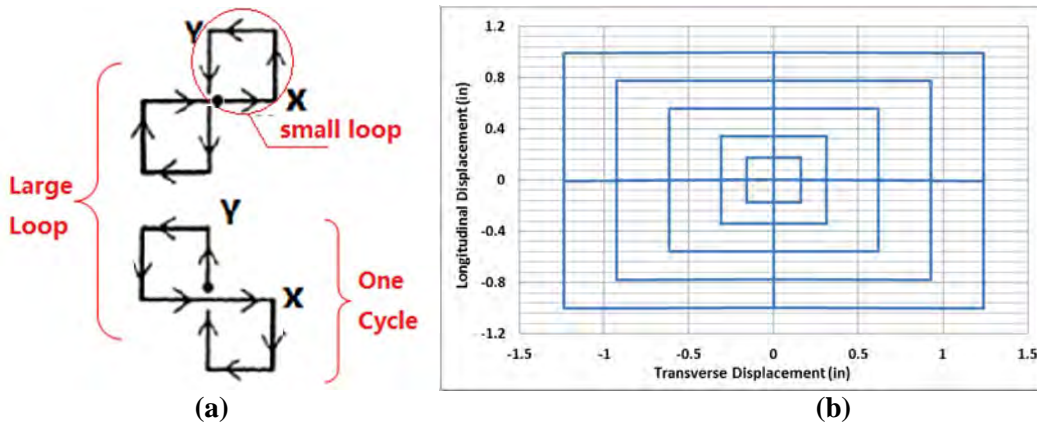 Y
X
small loop
Large
Loop
Y
X
One
Cycle
(a)
Longitudinal Displacement (in)
1.2
0.8
0.4
0
-0.4
-0.8
-1.2
-1.5
-1
-0.5
0
0.5
1
1.5
Transverse Displacement (in)
(b)